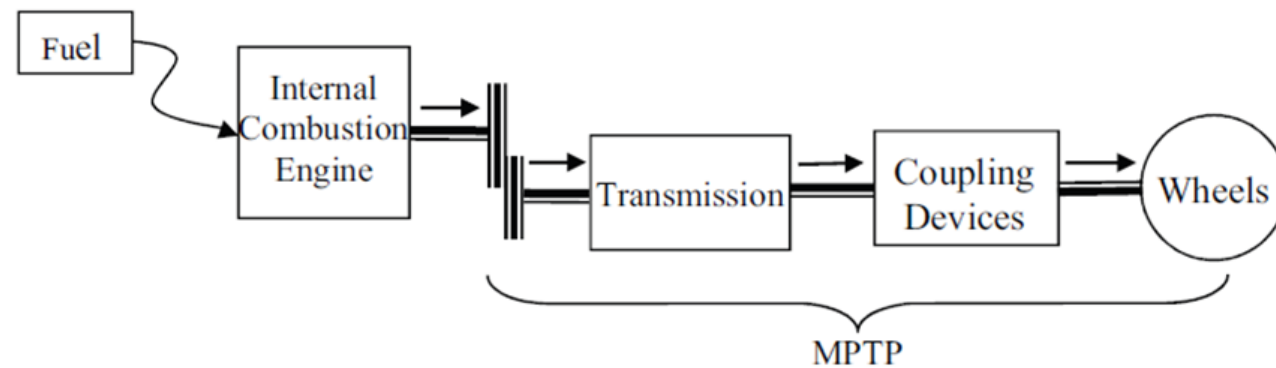 Fuel
Internal
Combustion
Engine
Transmission
Coupling
Devices
Wheels
MPTP